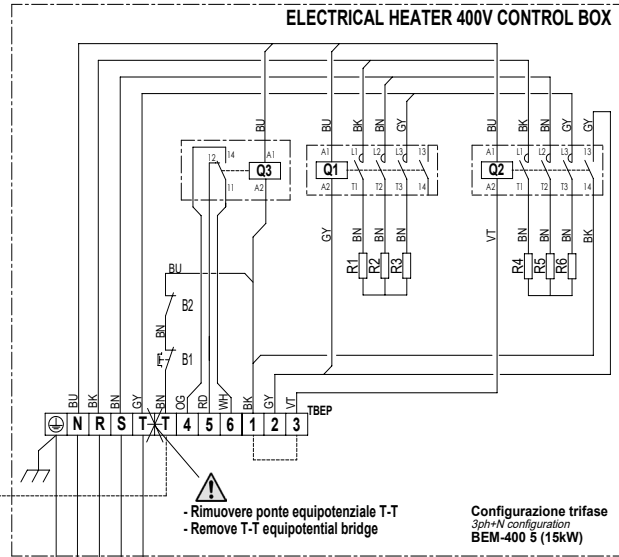 ELECTRICAL HEATER 400V CONTROL BOX
BU BU BK BN GY BU BK BN GY GY
12 14 A1 A1 L1 L2 L3 13 A1 L1 L2 L3 13
Q3 Q1 Q2
11 A2 A2 T1 T2 T3 14 A2 T1 T2 T3 14
GY BN BN BN VT BN BN BN BK
R1 R2 R3 R4 R5 R6
BU
B2
BN
B1
BU BK BN GY BN OG RD WH BK GY VT
TBEP
N R S T T 4 5 6 1 2 3
- Rimuovere ponte equipotenziale T-T
- Remove T-T equipotential bridge
Configurazione trifase
3ph+N configuration
BEM-400 5 (15kW)